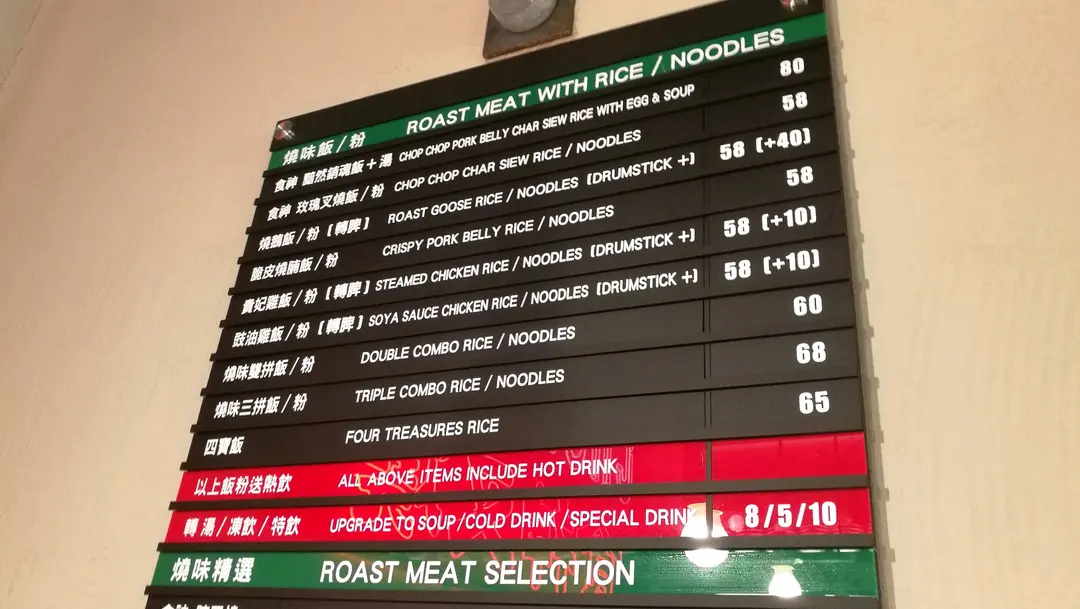 燒味飯/粉 ROAST MEAT WITH RICE / NOODLES
食神 黯然銷魂飯+湯 CHOP CHOP PORK BELLY CHAR SIEW RICE WITH EGG & SOUP 80
食神 玫瑰叉燒飯/粉 CHOP CHOP CHAR SIEW RICE / NOODLES 58
燒鵝飯/粉 [轉髀] ROAST GOOSE RICE / NOODLES (DRUMSTICK +) 58 (+40)
脆皮燒腩飯/粉 CRISPY PORK BELLY RICE / NOODLES 58
貴妃雞飯/粉 [轉髀] STEAMED CHICKEN RICE / NOODLES (DRUMSTICK +) 58 (+10)
豉油雞飯/粉 [轉髀] SOYA SAUCE CHICKEN RICE / NOODLES (DRUMSTICK +) 58 (+10)
燒味雙拼飯/粉 DOUBLE COMBO RICE / NOODLES 60
燒味三拼飯/粉 TRIPLE COMBO RICE / NOODLES 68
四寶飯 FOUR TREASURES RICE 65
以上飯粉送熱飲 ALL ABOVE ITEMS INCLUDE HOT DRINK
轉湯/凍飲/特飲 UPGRADE TO SOUP/COLD DRINK /SPECIAL DRINK 8/5/10
燒味精選 ROAST MEAT SELECTION